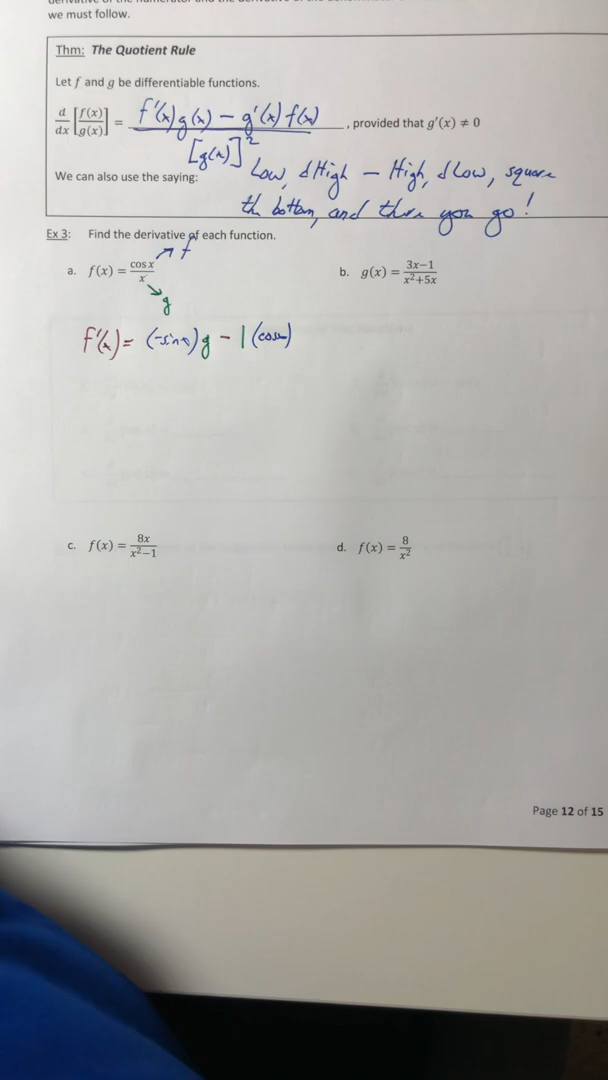 we must follow.
Thm: The Quotient Rule
Let f and g be differentiable functions.
d/dx [f(x)/g(x)] = f'(x)g(x) - g'(x)f(x) / [g(x)]² , provided that g′(x) ≠ 0
We can also use the saying: Low, d High - High, d Low, square
th bottom, and there you go!
Ex 3: Find the derivative of each function.
a. f(x) = cos x/x → f
→ g
b. g(x) = 3x−1/x²+5x
f'(x) = (-sin x)g - 1(cos x)
c. f(x) = 8x/x²−1
d. f(x) = 8/x²
Page 12 of 15